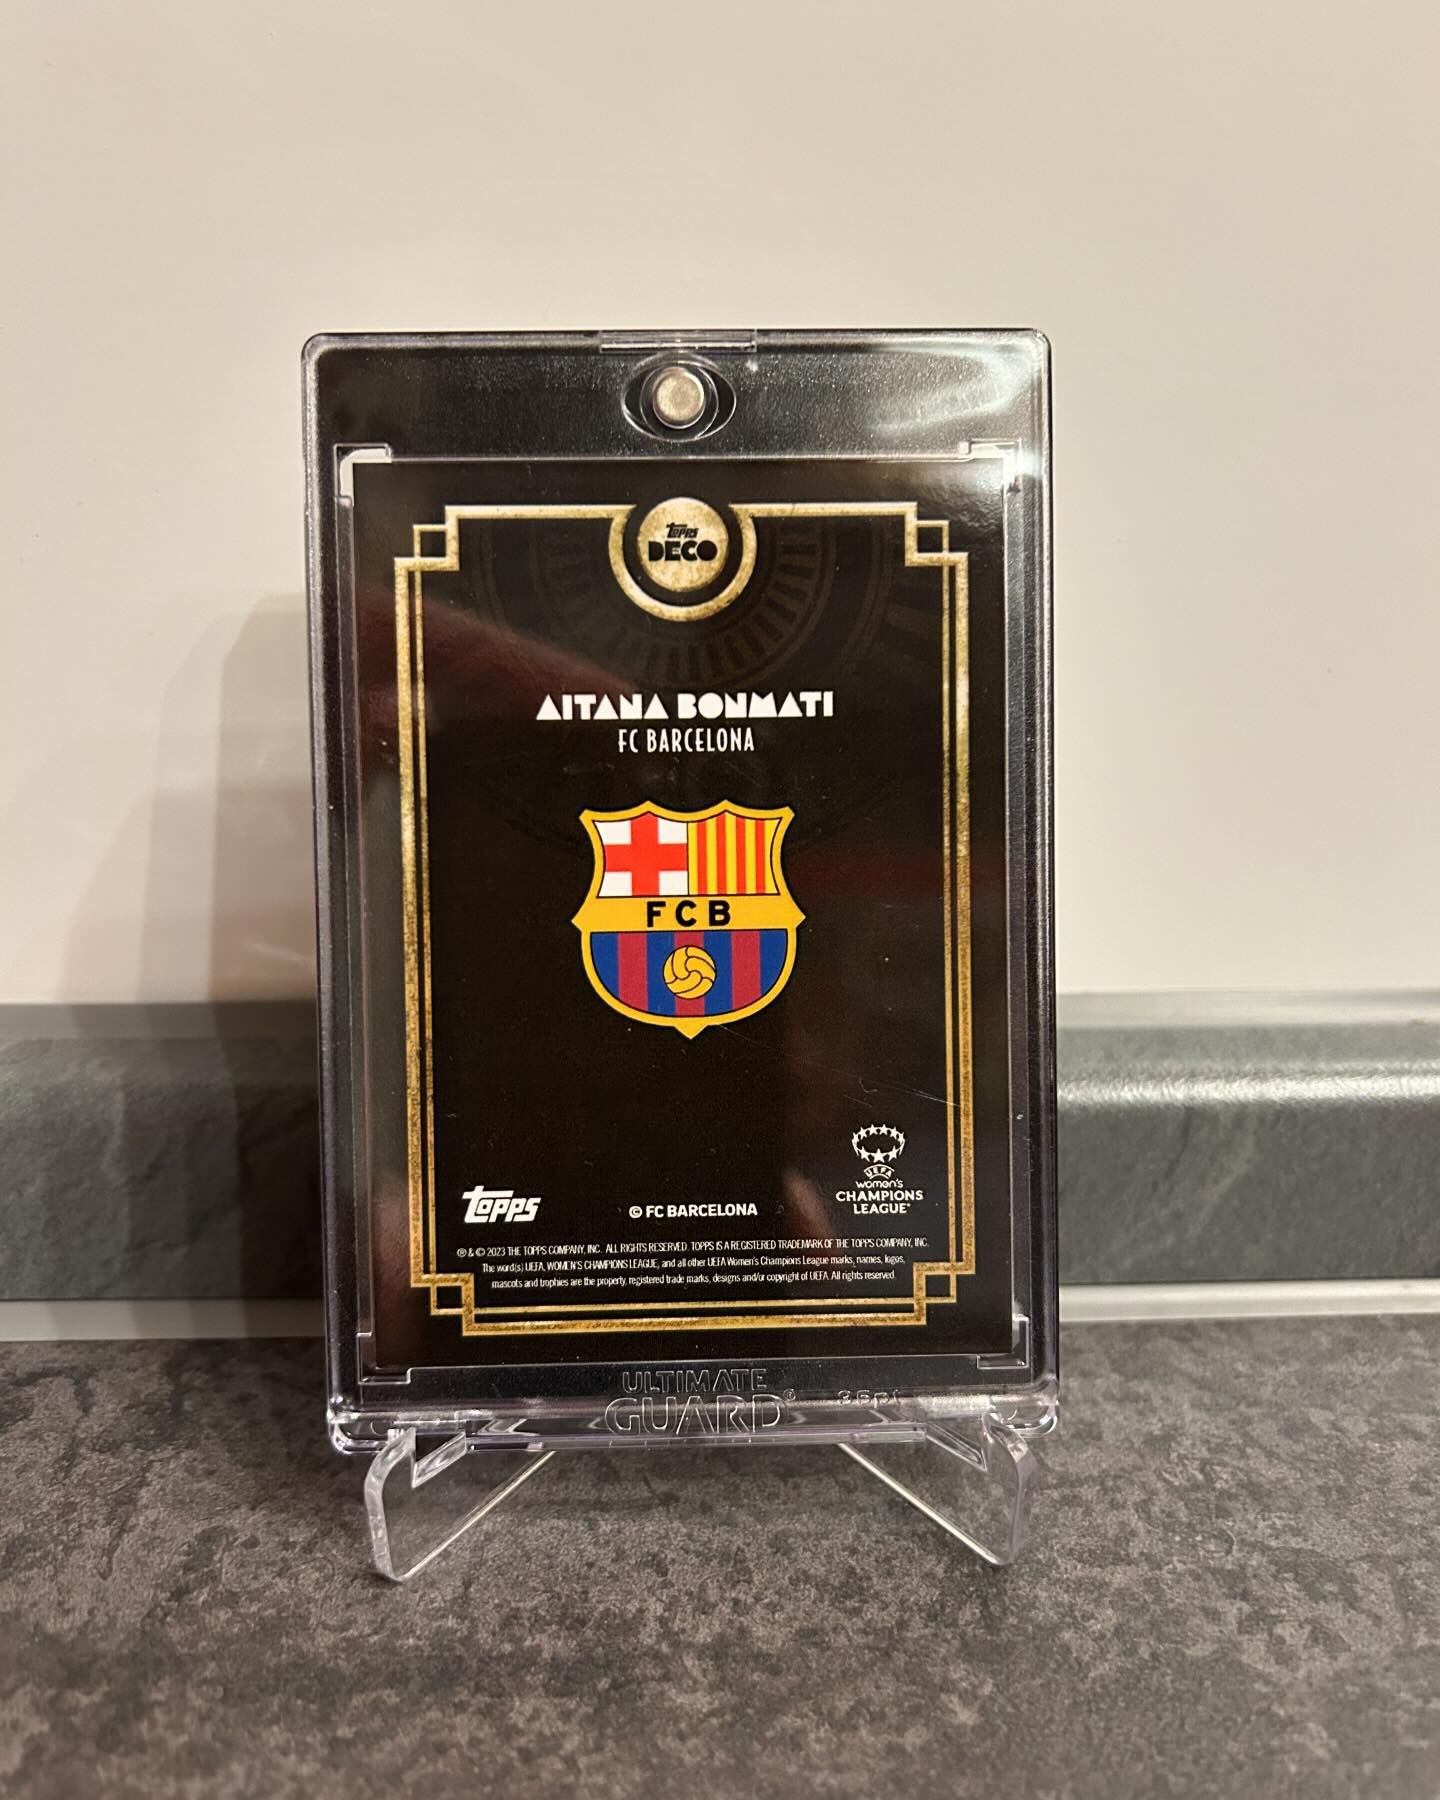 topps
DECO
AITANA BONMATI
FC BARCELONA
FCB
UEFA
women's
CHAMPIONS
LEAGUE
topps
© FC BARCELONA
℗ & © 2023 THE TOPPS COMPANY, INC. ALL RIGHTS RESERVED. TOPPS IS A REGISTERED TRADEMARK OF THE TOPPS COMPANY, INC.
The word(s) UEFA, WOMEN'S CHAMPIONS LEAGUE, and all other UEFA Women's Champions League marks, names, logos,
mascots and trophies are the property, registered trade marks, designs and/or copyright of UEFA. All rights reserved.
ULTIMATE
GUARD® 35pt